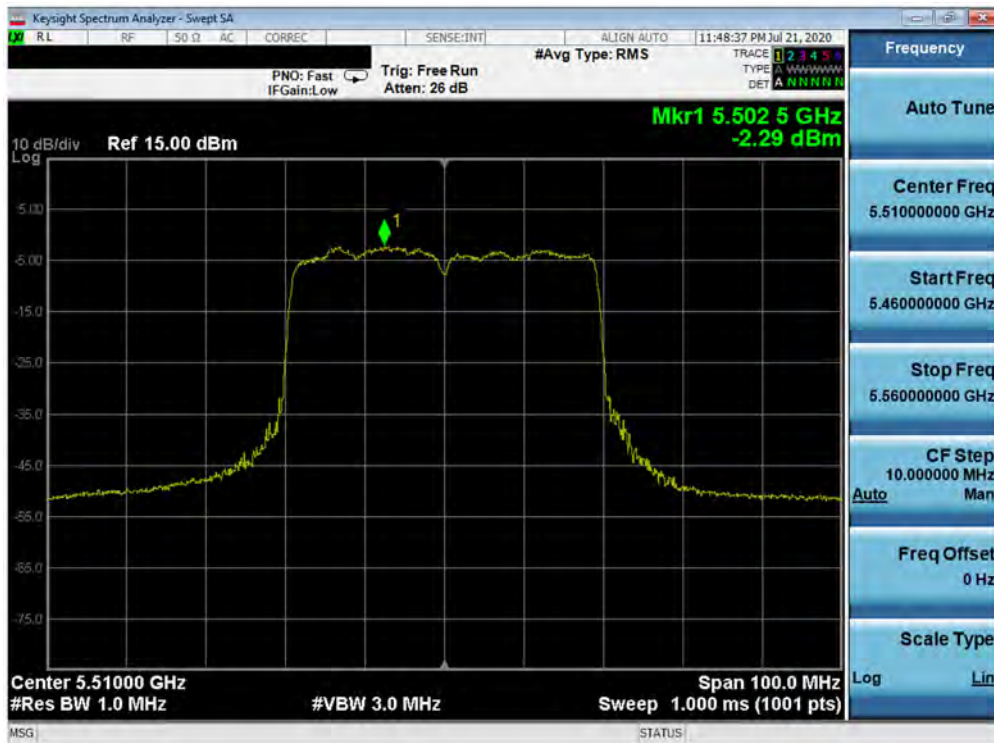 Keysight Spectrum Analyzer - Swept SA
LXI RL RF 50 Ω AC CORREC SENSE:INT ALIGN AUTO 11:48:37 PM Jul 21, 2020
#Avg Type: RMS
TRACE 1 2 3 4 5 6
PNO: Fast Trig: Free Run
TYPE A WWWWW
IFGain:Low Atten: 26 dB
DET A N N N N N
Mkr1 5.502 5 GHz
-2.29 dBm
10 dB/div Ref 15.00 dBm
Log
1
5.00
-5.00
-15.0
-25.0
-35.0
-45.0
-55.0
-65.0
-75.0
Center 5.51000 GHz Span 100.0 MHz
#Res BW 1.0 MHz #VBW 3.0 MHz Sweep 1.000 ms (1001 pts)
MSG STATUS
Frequency
Auto Tune
Center Freq
5.510000000 GHz
Start Freq
5.460000000 GHz
Stop Freq
5.560000000 GHz
CF Step
10.000000 MHz
Auto Man
Freq Offset
0 Hz
Scale Type
Log Lin